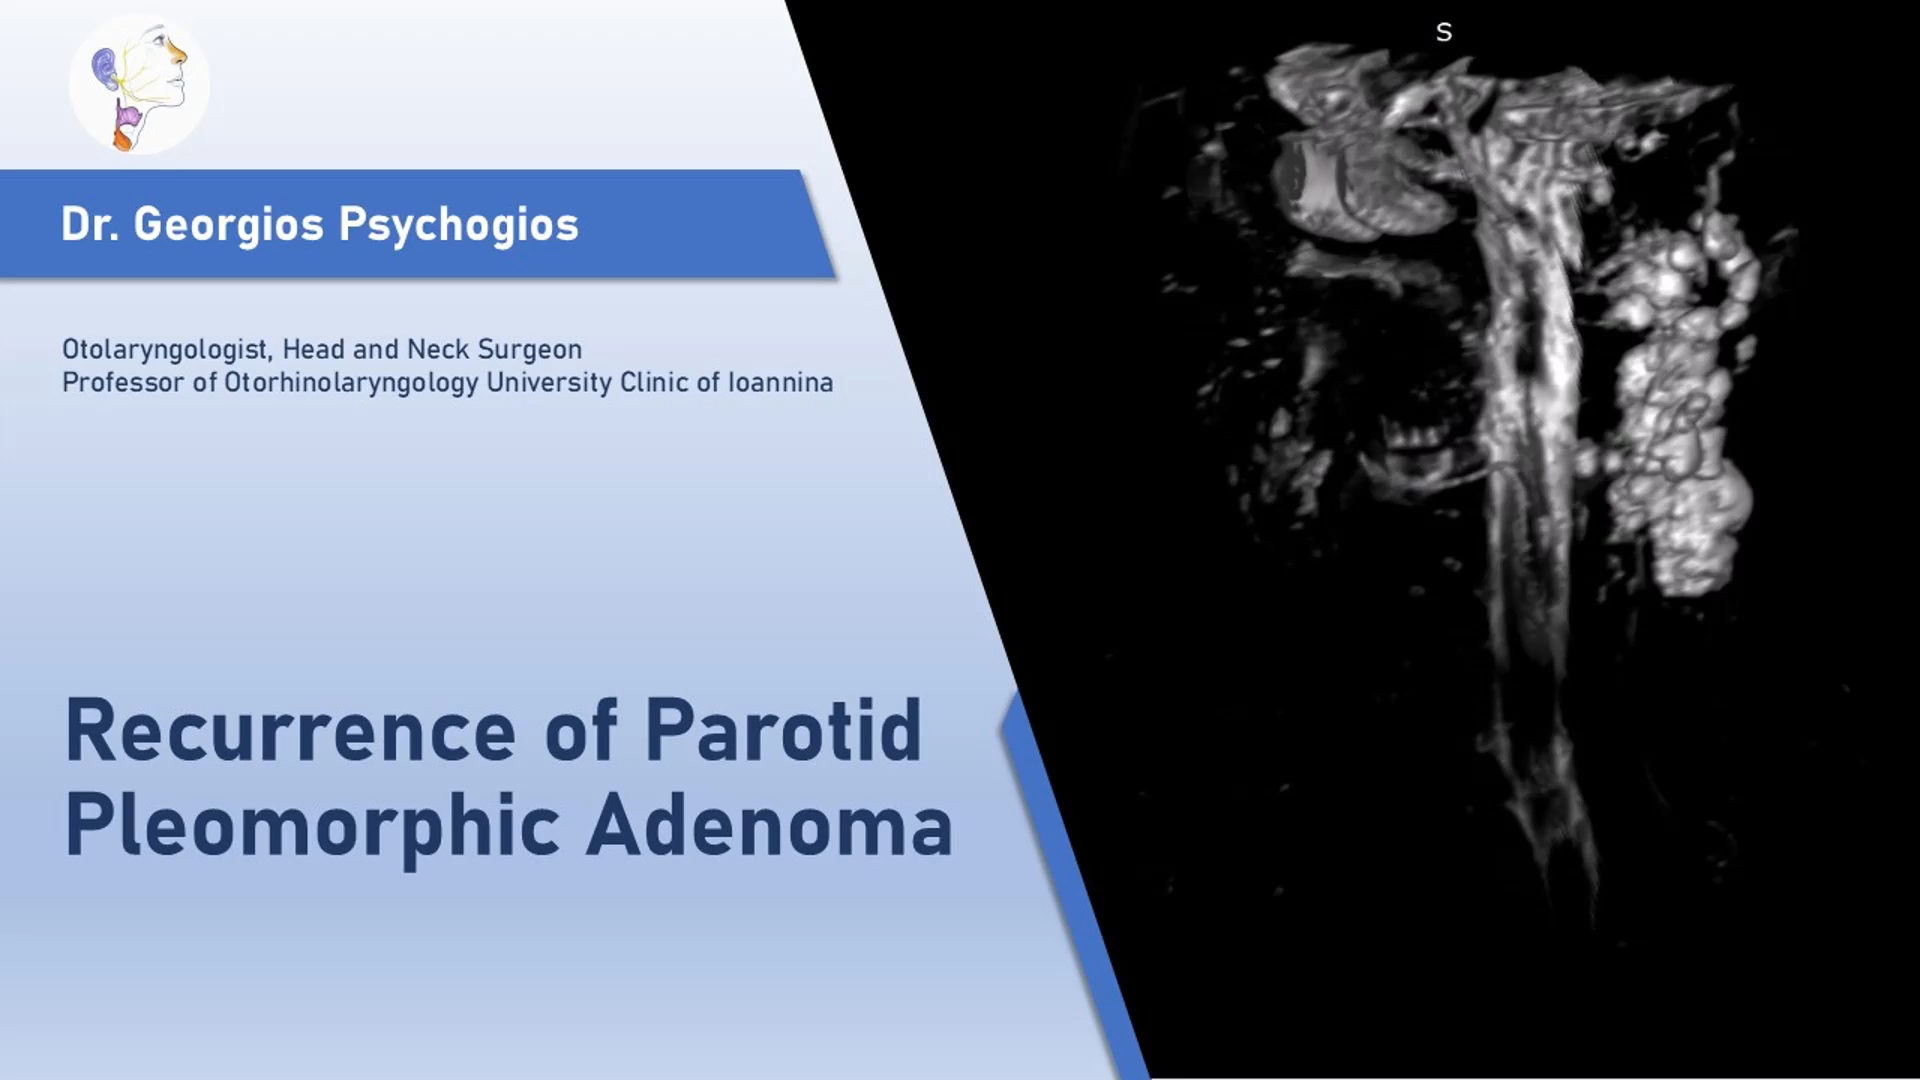 S
Dr. Georgios Psychogios
Otolaryngologist, Head and Neck Surgeon
Professor of Otorhinolaryngology University Clinic of Ioannina
Recurrence of Parotid
Pleomorphic Adenoma